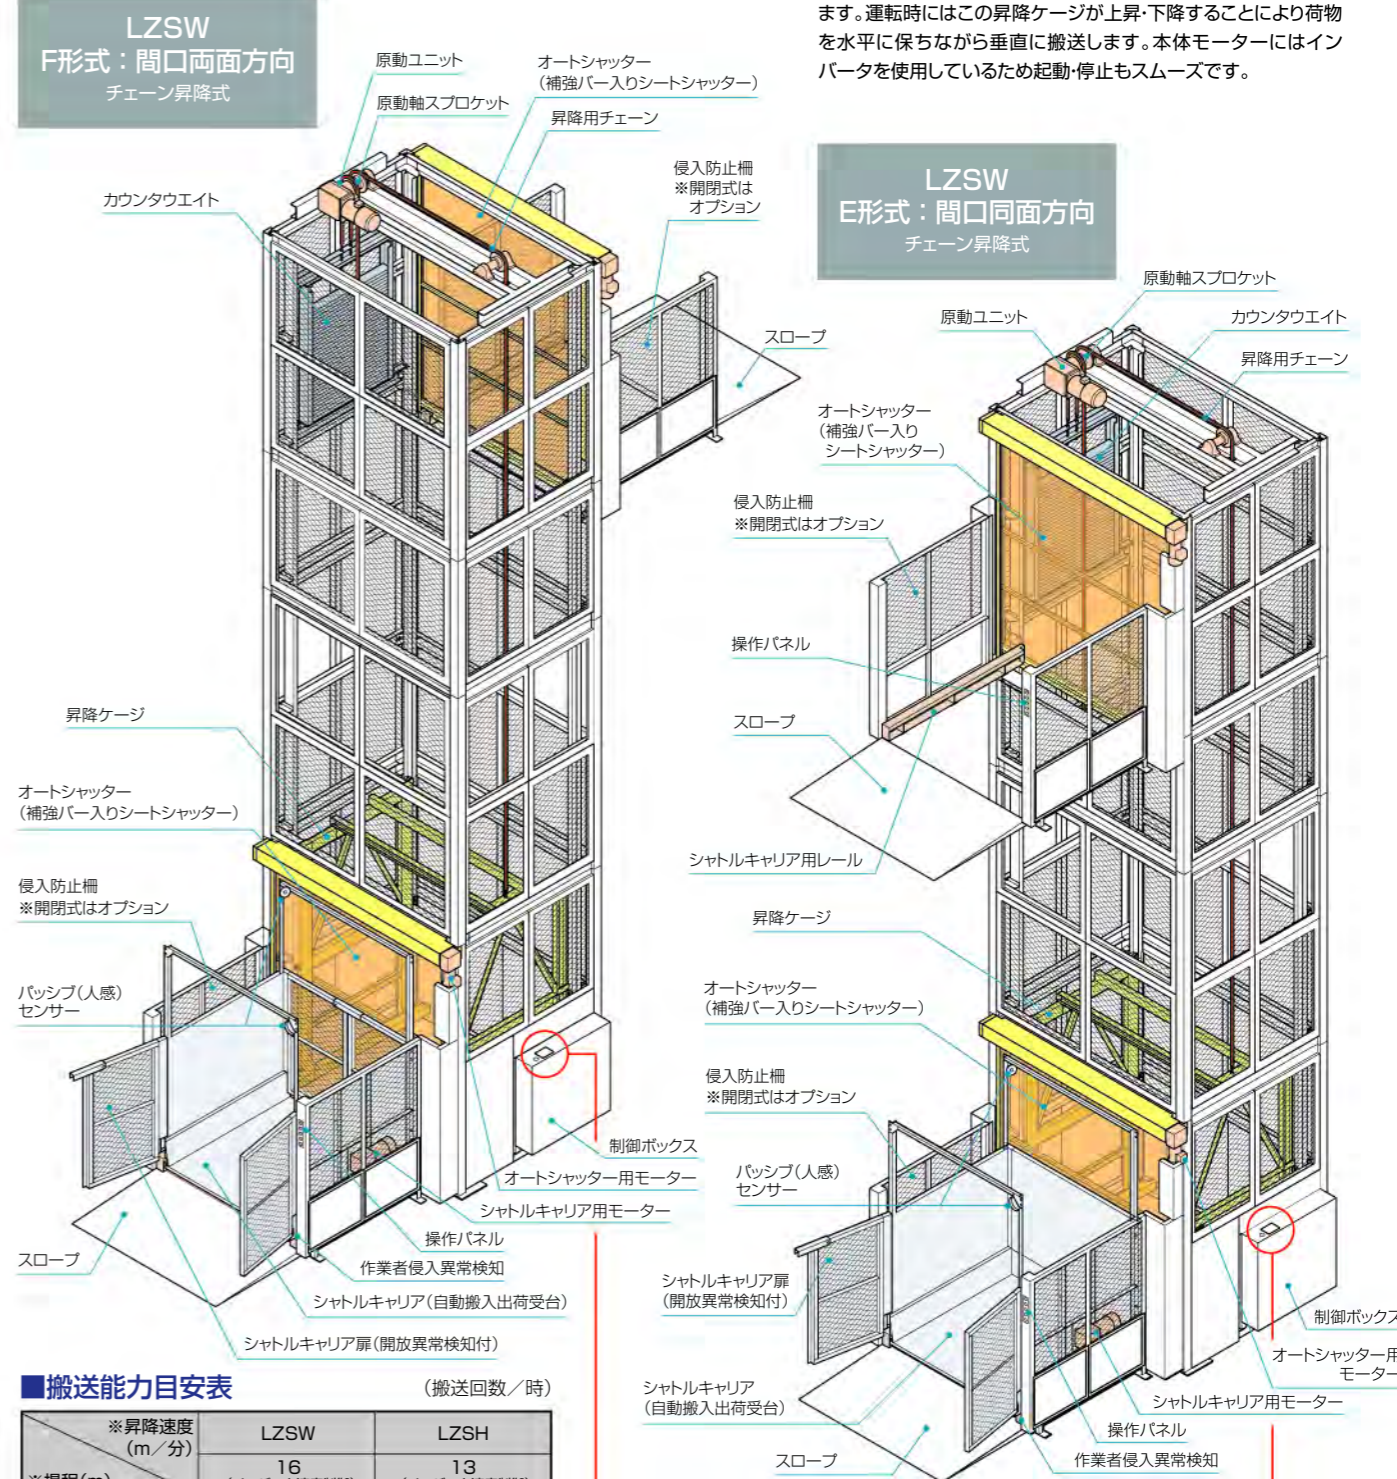 LZSW
F形式：間口両面方向
チェーン昇降式
ます。運転時にはこの昇降ケージが上昇・下降することにより荷物
を水平に保ちながら垂直に搬送します。本体モーターにはイン
バータを使用しているため起動・停止もスムーズです。
原動ユニット
オートシャッター
（補強バー入りシートシャッター）
原動軸スプロケット
昇降用チェーン
侵入防止柵
※開閉式は
オプション
カウンタウエイト
スロープ
昇降ケージ
オートシャッター
（補強バー入りシートシャッター）
侵入防止柵
※開閉式はオプション
パッシブ（人感）
センサー
制御ボックス
オートシャッター用モーター
シャトルキャリア用モーター
操作パネル
作業者侵入異常検知
スロープ
シャトルキャリア（自動搬入出荷受台）
シャトルキャリア扉（開放異常検知付）
LZSW
E形式：間口同面方向
チェーン昇降式
原動軸スプロケット
原動ユニット
カウンタウエイト
昇降用チェーン
オートシャッター
（補強バー入り
シートシャッター）
侵入防止柵
※開閉式はオプション
操作パネル
スロープ
シャトルキャリア用レール
昇降ケージ
オートシャッター
（補強バー入りシートシャッター）
侵入防止柵
※開閉式はオプション
パッシブ（人感）
センサー
シャトルキャリア扉
（開放異常検知付）
制御ボックス
オートシャッター用
モーター
シャトルキャリア
（自動搬入出荷受台）
シャトルキャリア用モーター
操作パネル
作業者侵入異常検知
スロープ
■搬送能力目安表
（搬送回数／時）
※昇降速度
（m／分）
LZSW
LZSH
16
13